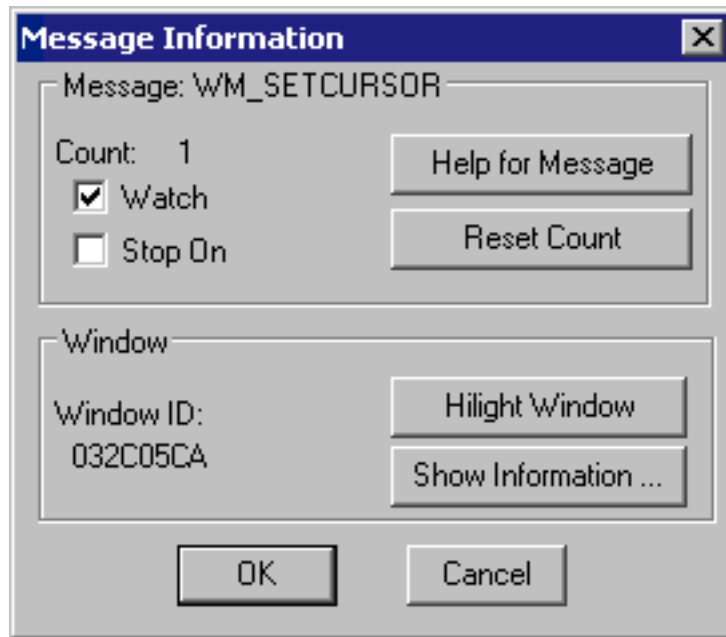 Message Information
Message: WM_SETCURSOR
Count: 1
Help for Message
Watch
Reset Count
Stop On
Window
Hilight Window
Window ID:
032C05CA
Show Information ...
OK Cancel